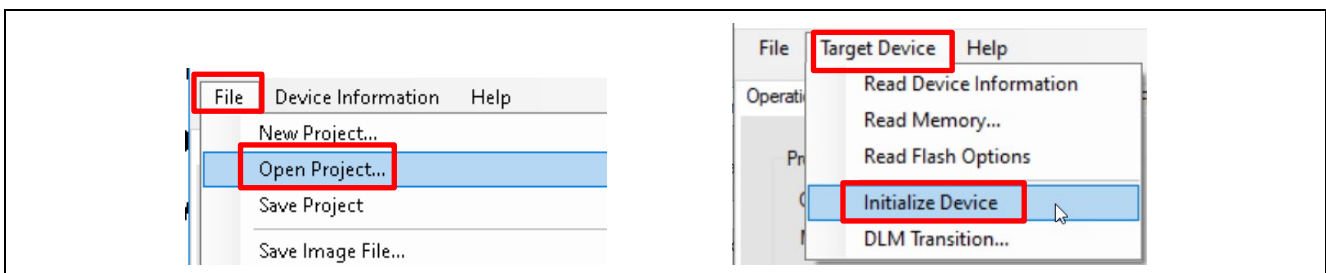 File Device Information Help
New Project...
Open Project...
Save Project
Save Image File...
File Target Device Help
Read Device Information
Read Memory...
Read Flash Options
Initialize Device
DLM Transition...